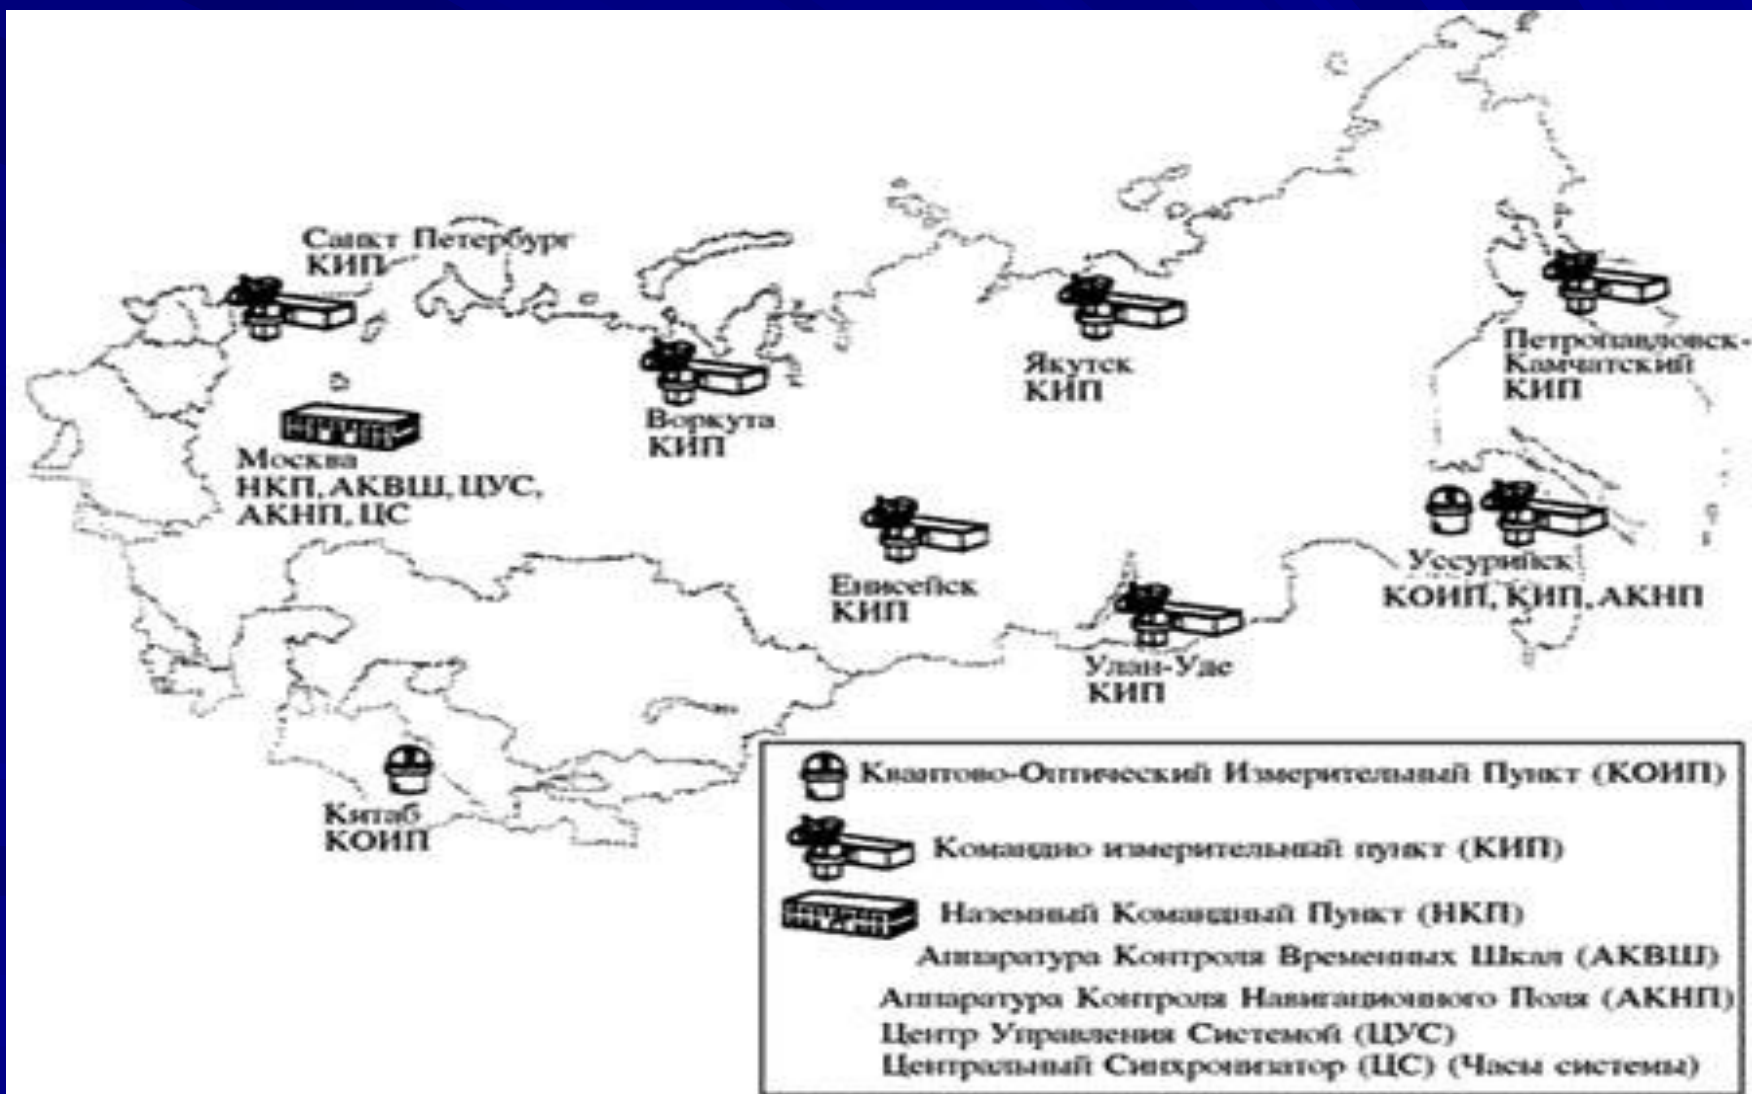 Санкт Петербург
КИП
Якутск
КИП
Петропавловск-
Камчатский
КИП
Воркута
КИП
Москва
НКП, АКВШ, ЦУС,
АКНП, ЦС
Енисейск
КИП
Уссурийск
КОИП, КИП, АКНП
Улан-Уде
КИП
Китаб
КОИП
Квантово-Оптический Измерительный Пункт (КОИП)
Командно измерительный пункт (КИП)
Наземный Командный Пункт (НКП)
Аппаратура Контроля Временных Шкал (АКВШ)
Аппаратура Контроля Навигационного Поля (АКНП)
Центр Управления Системой (ЦУС)
Центральный Синхронизатор (ЦС) (Часы системы)